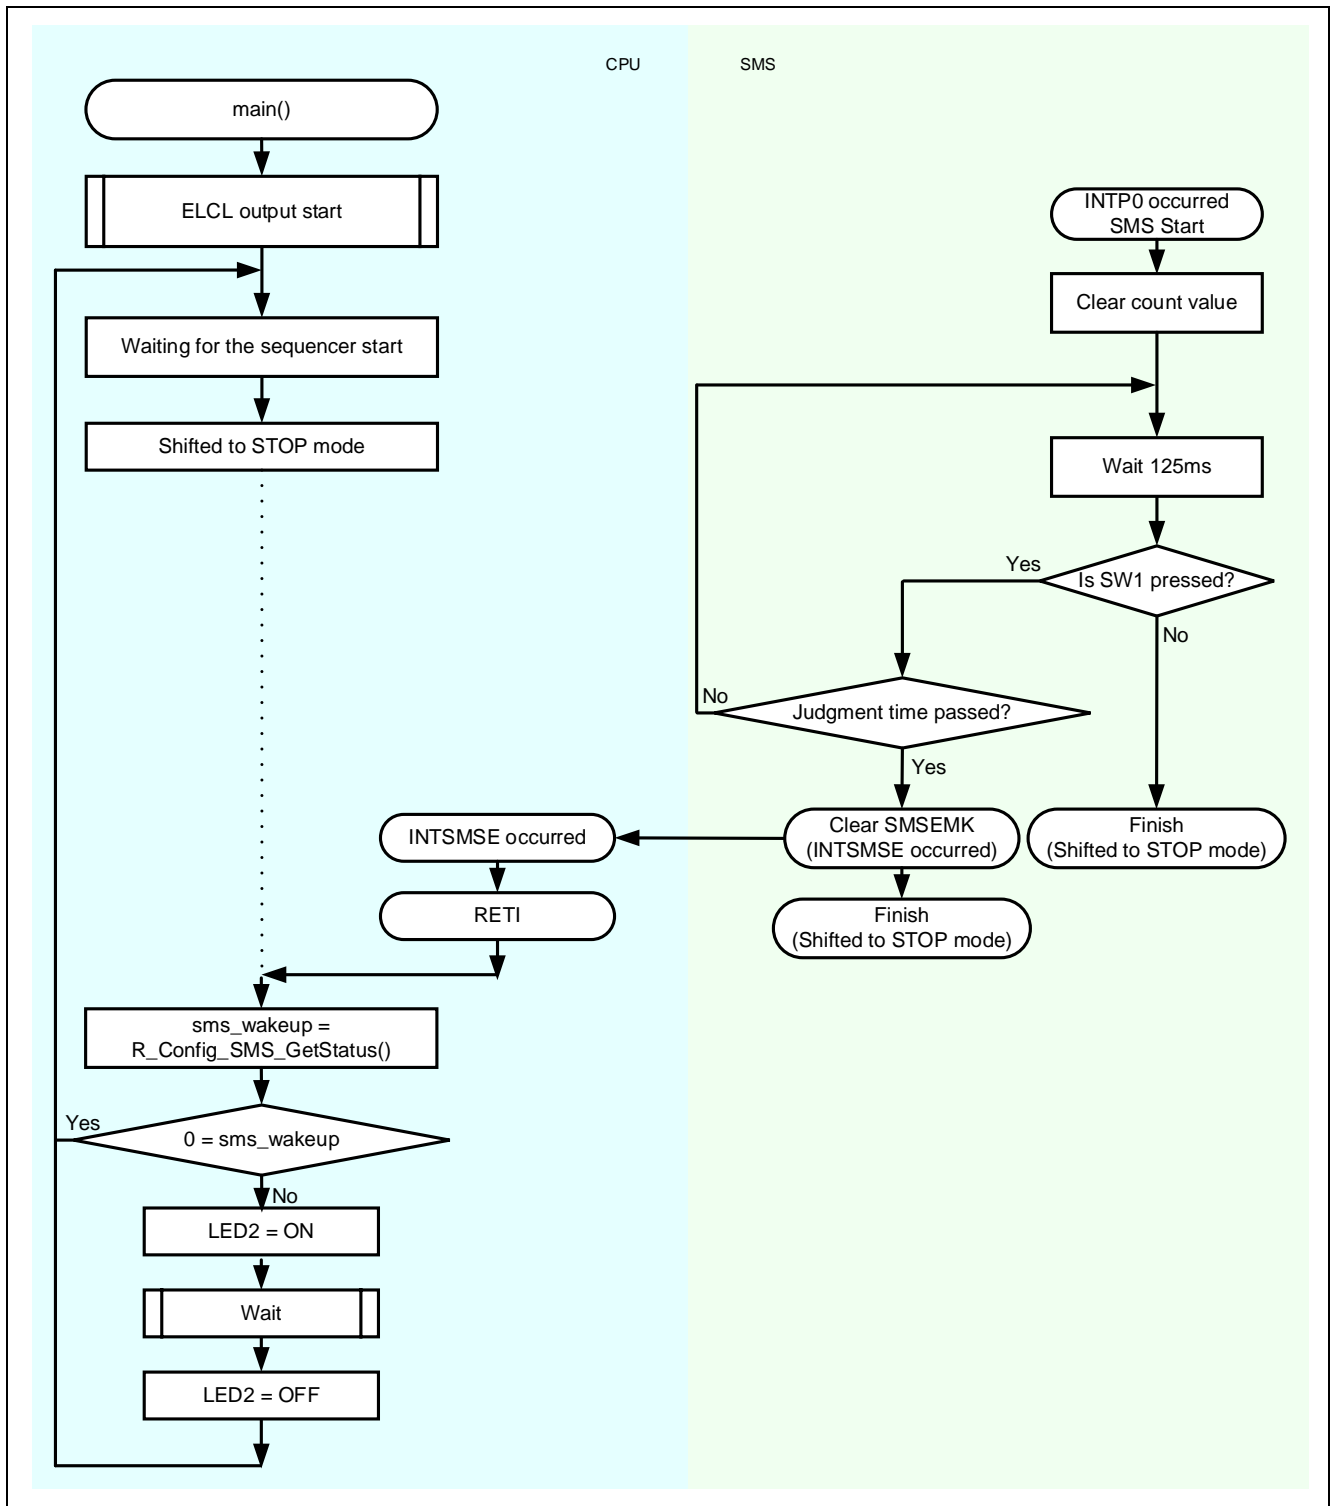 CPU
SMS
main()
ELCL output start
Waiting for the sequencer start
Shifted to STOP mode
INTP0 occurred
SMS Start
Clear count value
Wait 125ms
Is SW1 pressed?
Yes
No
Judgment time passed?
No
Yes
Clear SMSEMK
(INTSMSE occurred)
Finish
(Shifted to STOP mode)
Finish
(Shifted to STOP mode)
INTSMSE occurred
RETI
sms_wakeup =
R_Config_SMS_GetStatus()
0 = sms_wakeup
Yes
No
LED2 = ON
Wait
LED2 = OFF